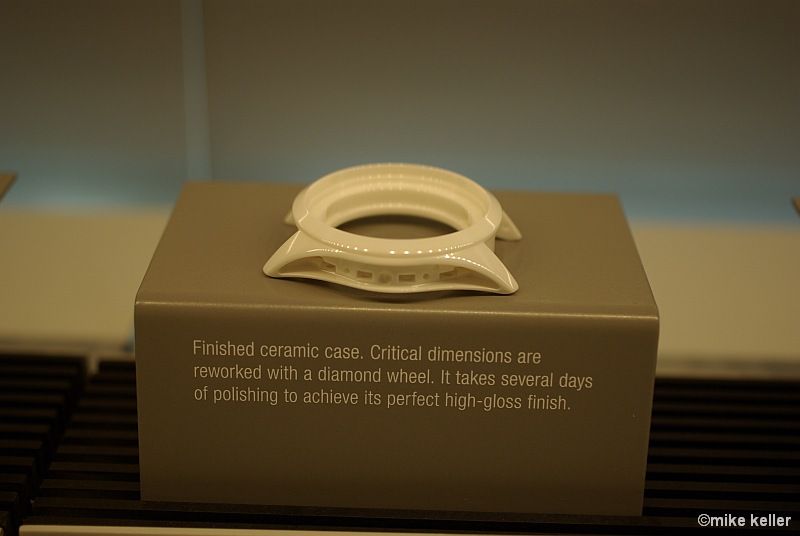 Finished ceramic case. Critical dimensions are
reworked with a diamond wheel. It takes several days
of polishing to achieve its perfect high-gloss finish.
©mike keller